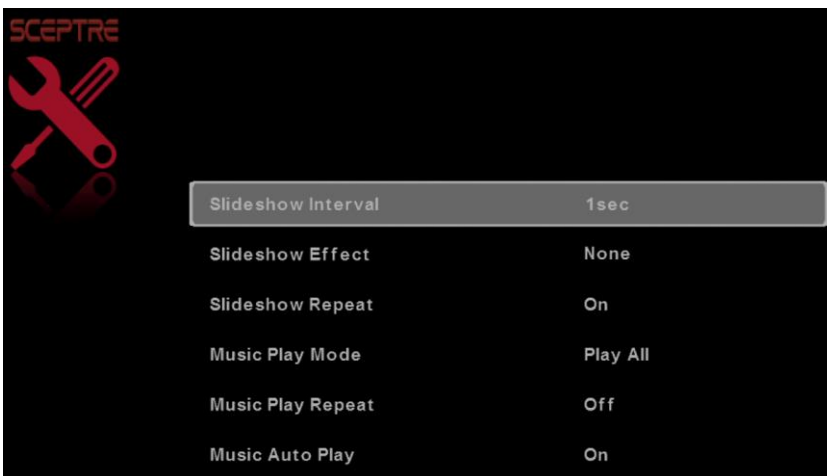 SCEPTRE
Slideshow Interval 1sec
Slideshow Effect None
Slideshow Repeat On
Music Play Mode Play All
Music Play Repeat Off
Music Auto Play On